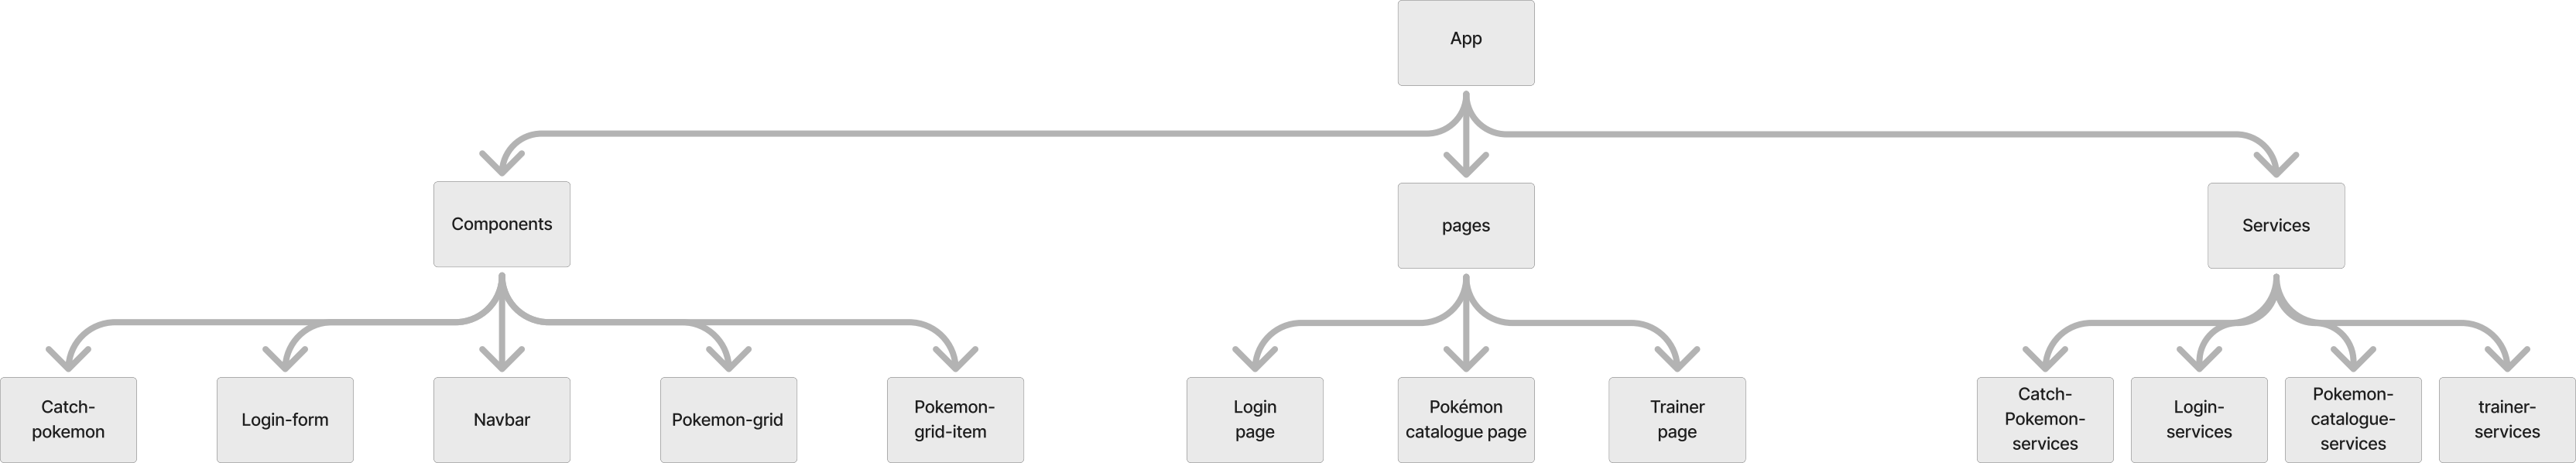 App
Components
pages
Services
Catch-
pokemon
Login-form
Navbar
Pokemon-grid
Pokemon-
grid-item
Login
page
Pokémon
catalogue page
Trainer
page
Catch-
Pokemon-
services
Login-
services
Pokemon-
catalogue-
services
trainer-
services